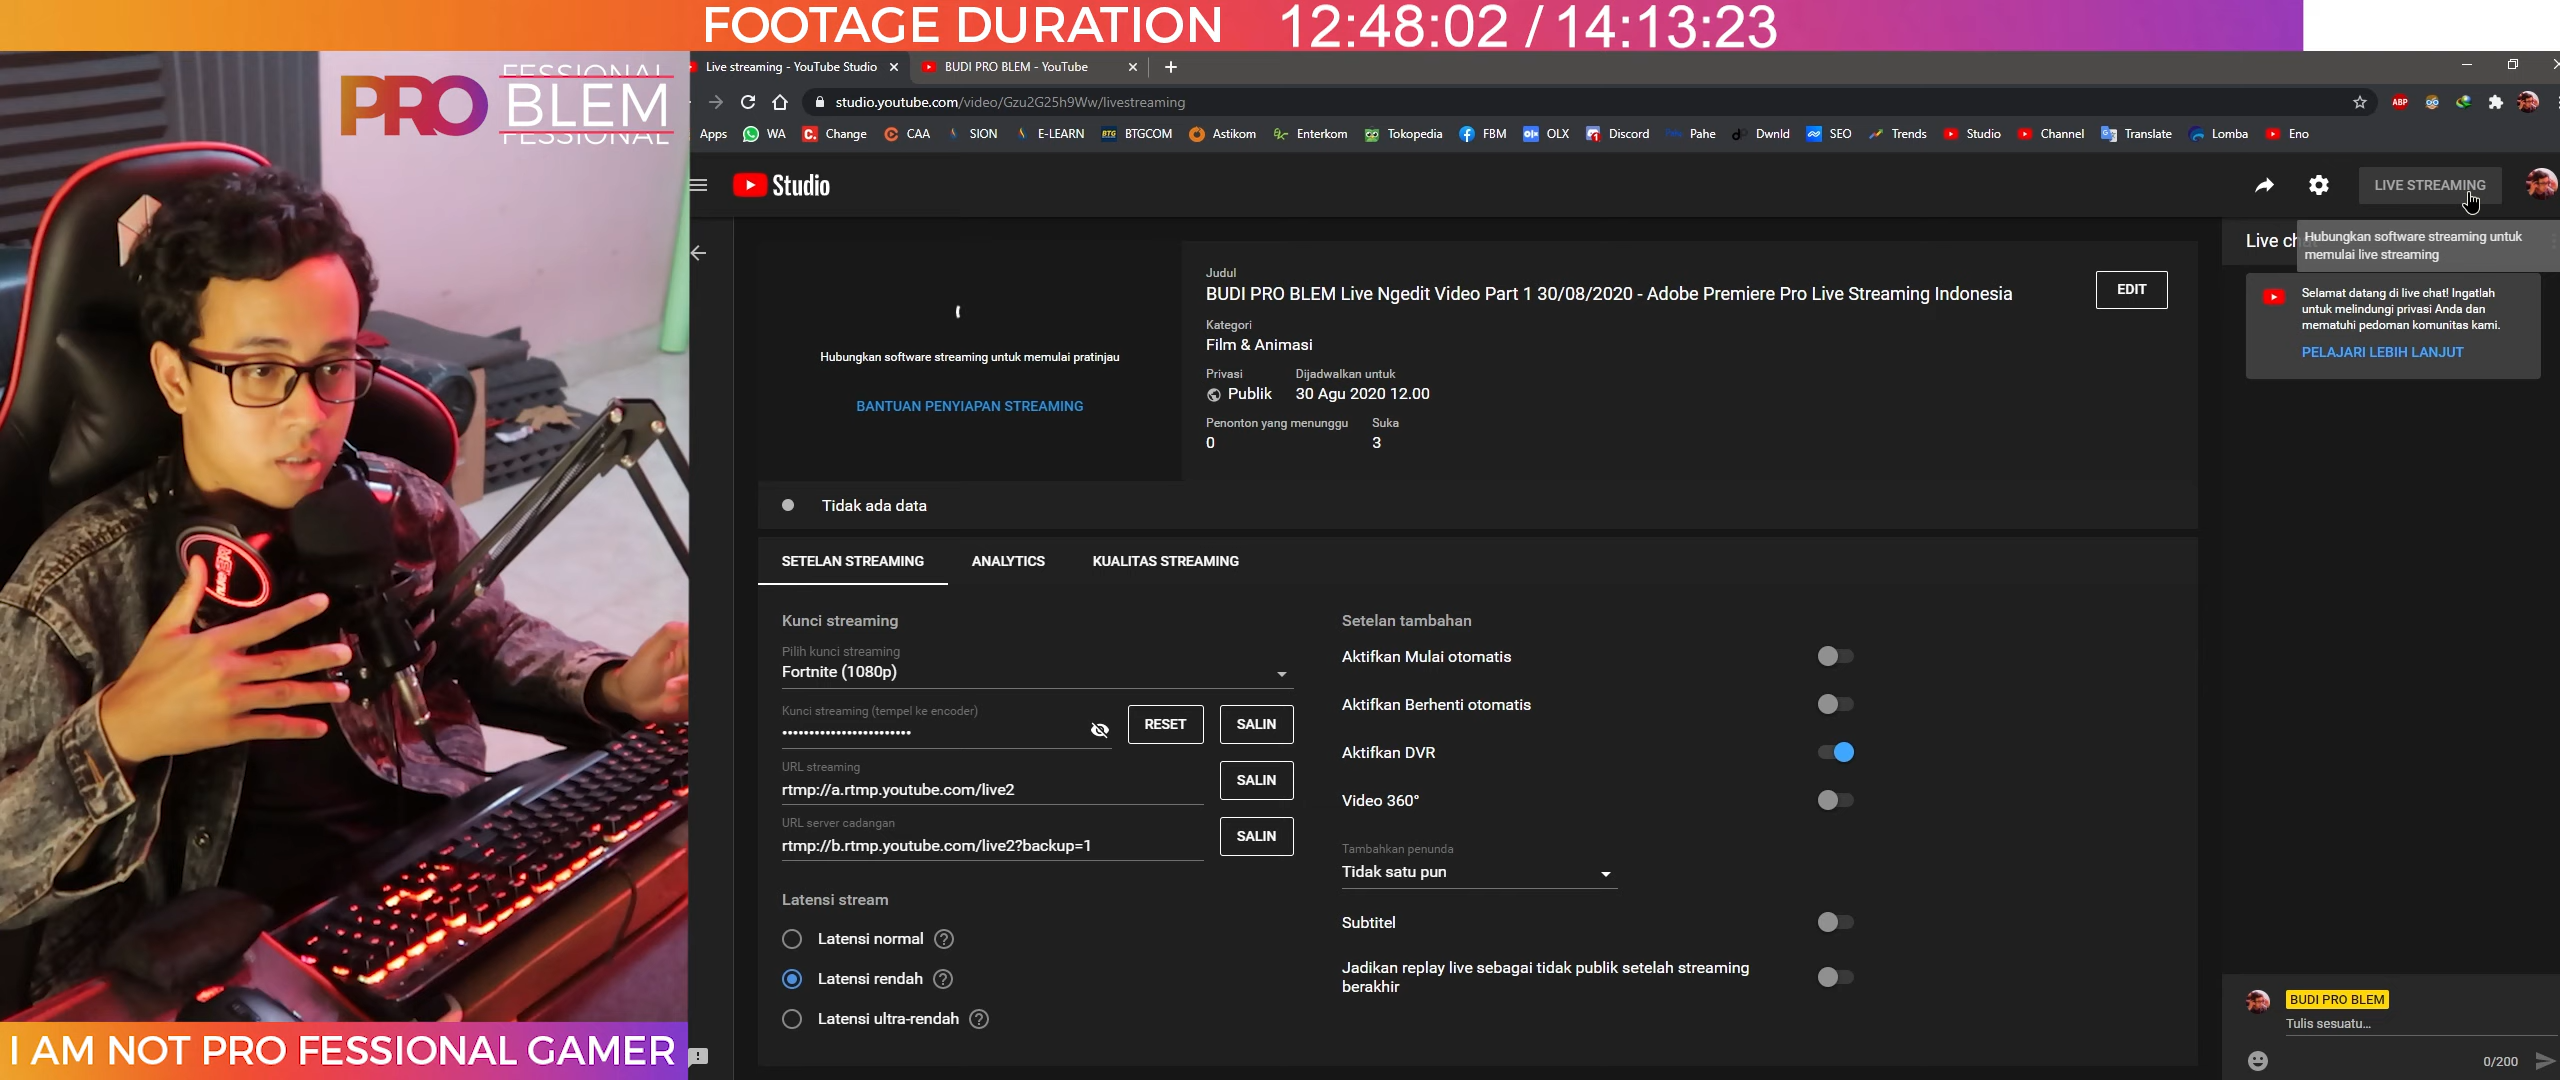 FOOTAGE DURATION 12:48:02 / 14:13:23
FESSIONAL
PRO BLEM
FESSIONAL
Live streaming - YouTube Studio
BUDI PRO BLEM - YouTube
studio.youtube.com/video/Gzu2G25h9Ww/livestreaming
Apps WA Change CAA SION E-LEARN BTGCOM Astikom Enterkom Tokopedia FBM OLX Discord Pahe Dwnld SEO Trends Studio Channel Translate Lomba Eno
Studio
LIVE STREAMING
Hubungkan software streaming untuk
memulai live streaming
Hubungkan software streaming untuk memulai pratinjau
BANTUAN PENYIAPAN STREAMING
Judul
BUDI PRO BLEM Live Ngedit Video Part 1 30/08/2020 - Adobe Premiere Pro Live Streaming Indonesia
EDIT
Kategori
Film & Animasi
Privasi Dijadwalkan untuk
Publik 30 Agu 2020 12.00
Penonton yang menunggu Suka
0 3
Tidak ada data
SETELAN STREAMING ANALYTICS KUALITAS STREAMING
Kunci streaming
Pilih kunci streaming
Fortnite (1080p)
Kunci streaming (tempel ke encoder)
RESET SALIN
URL streaming
rtmp://a.rtmp.youtube.com/live2
SALIN
URL server cadangan
rtmp://b.rtmp.youtube.com/live2?backup=1
SALIN
Latensi stream
Latensi normal
Latensi rendah
Latensi ultra-rendah
Setelan tambahan
Aktifkan Mulai otomatis
Aktifkan Berhenti otomatis
Aktifkan DVR
Video 360°
Tambahkan penunda
Tidak satu pun
Subtitel
Jadikan replay live sebagai tidak publik setelah streaming
berakhir
Live ch
Selamat datang di live chat! Ingatlah
untuk melindungi privasi Anda dan
mematuhi pedoman komunitas kami.
PELAJARI LEBIH LANJUT
BUDI PRO BLEM
Tulis sesuatu...
0/200
I AM NOT PRO FESSIONAL GAMER